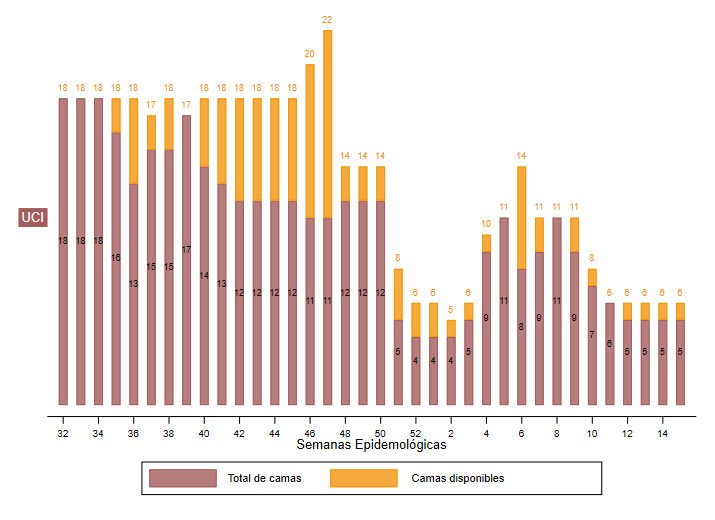 18 18 18 18 18 17 18 17 18 18 18 18 18 18 20 22 14 14 14 8 6 6 5 6 10 11 14 11 11 11 8 6 6 6 6 6
UCI
18 18 18 16 13 15 15 17 14 13 12 12 12 12 11 11 12 12 12 5 4 4 4 5 9 11 8 9 11 9 7 6 5 5 5 5
32 34 36 38 40 42 44 46 48 50 52 2 4 6 8 10 12 14
Semanas Epidemológicas
Total de camas Camas disponibles